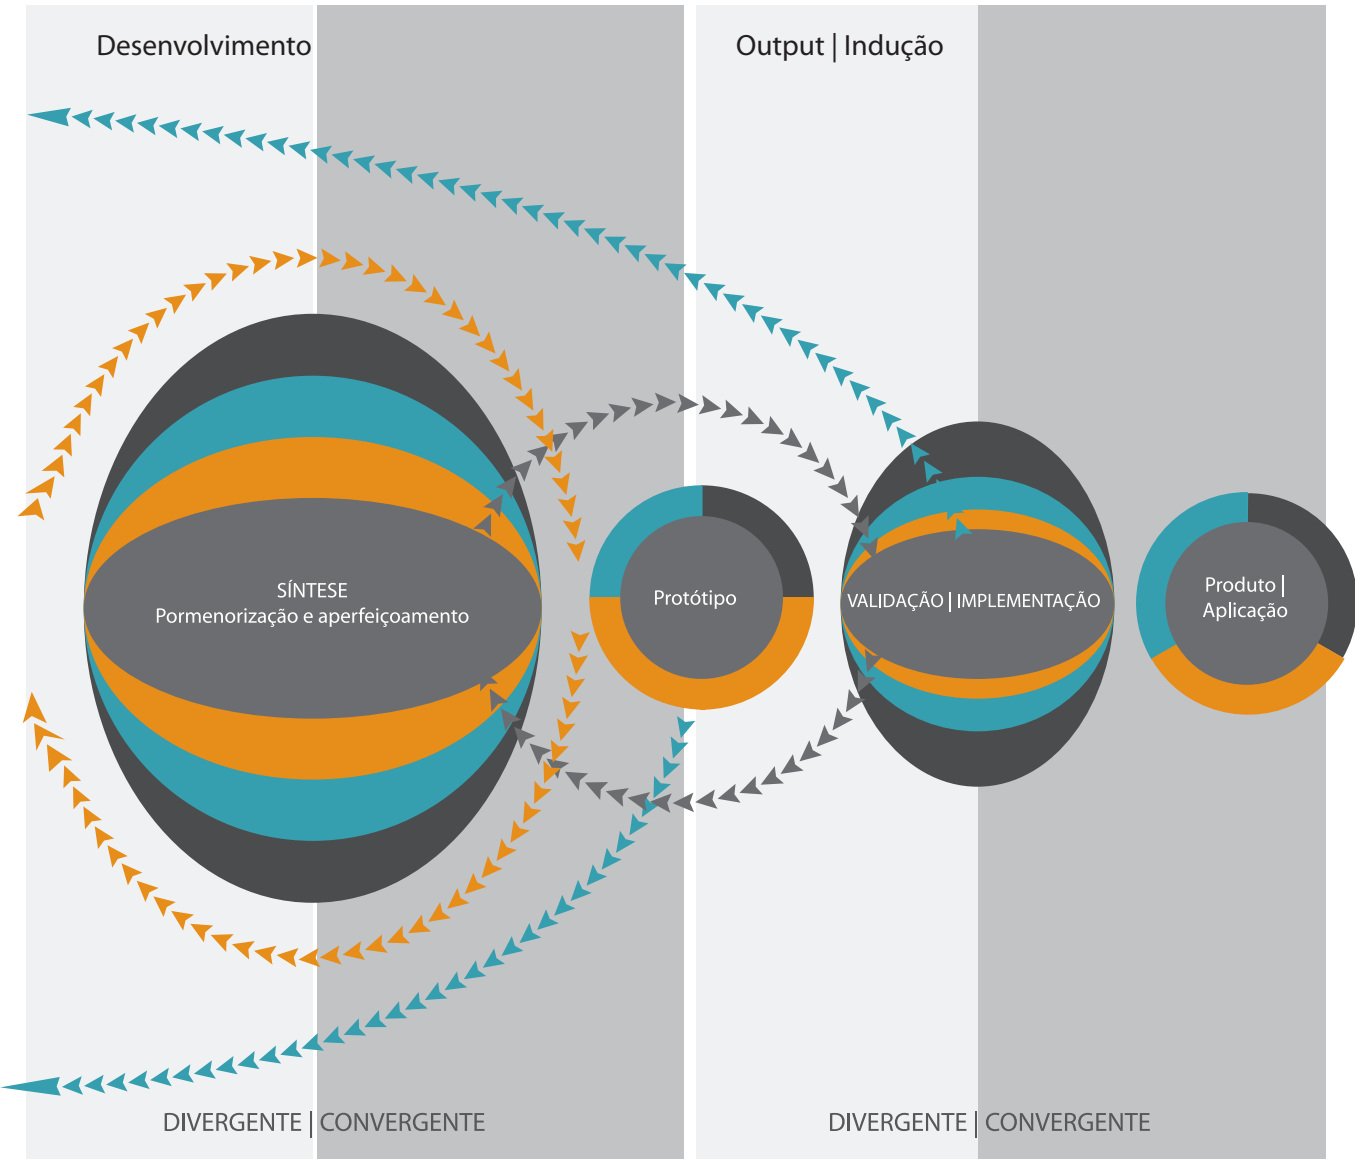 Desenvolvimento
Output | Indução
SÍNTESE
Pormenorização e aperfeiçoamento
Protótipo
VALIDAÇÃO | IMPLEMENTAÇÃO
Produto |
Aplicação
DIVERGENTE | CONVERGENTE
DIVERGENTE | CONVERGENTE